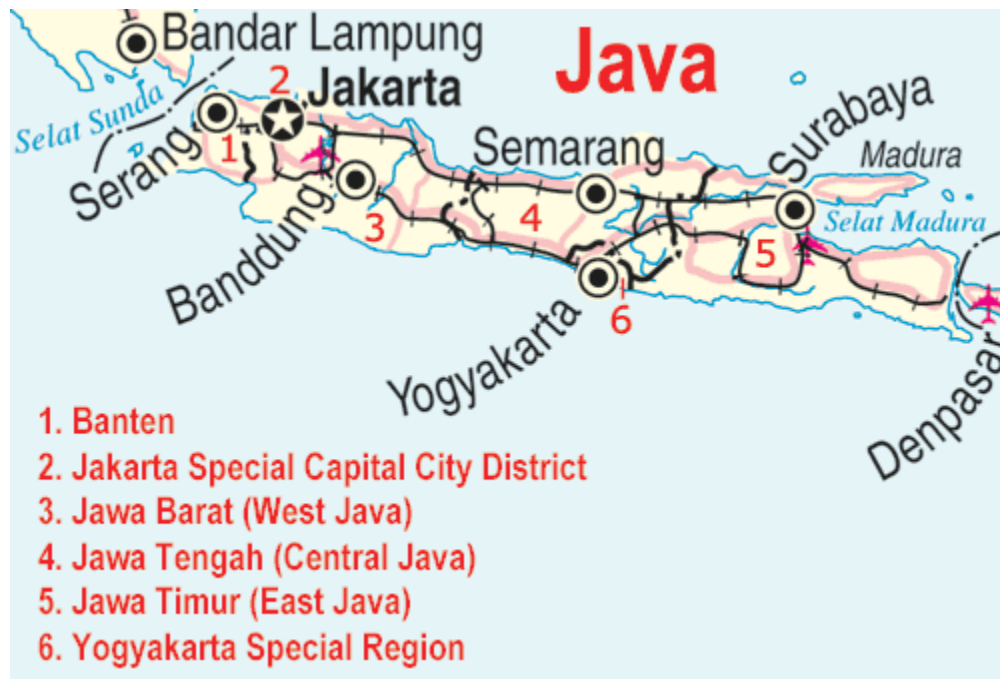 Bandar Lampung
Java
2
Jakarta
Selat Sunda
Surabaya
Serang
1
Semarang
Madura
Banddung
3
4
5
Selat Madura
Yogyakarta
6
Denpasar
1. Banten
2. Jakarta Special Capital City District
3. Jawa Barat (West Java)
4. Jawa Tengah (Central Java)
5. Jawa Timur (East Java)
6. Yogyakarta Special Region